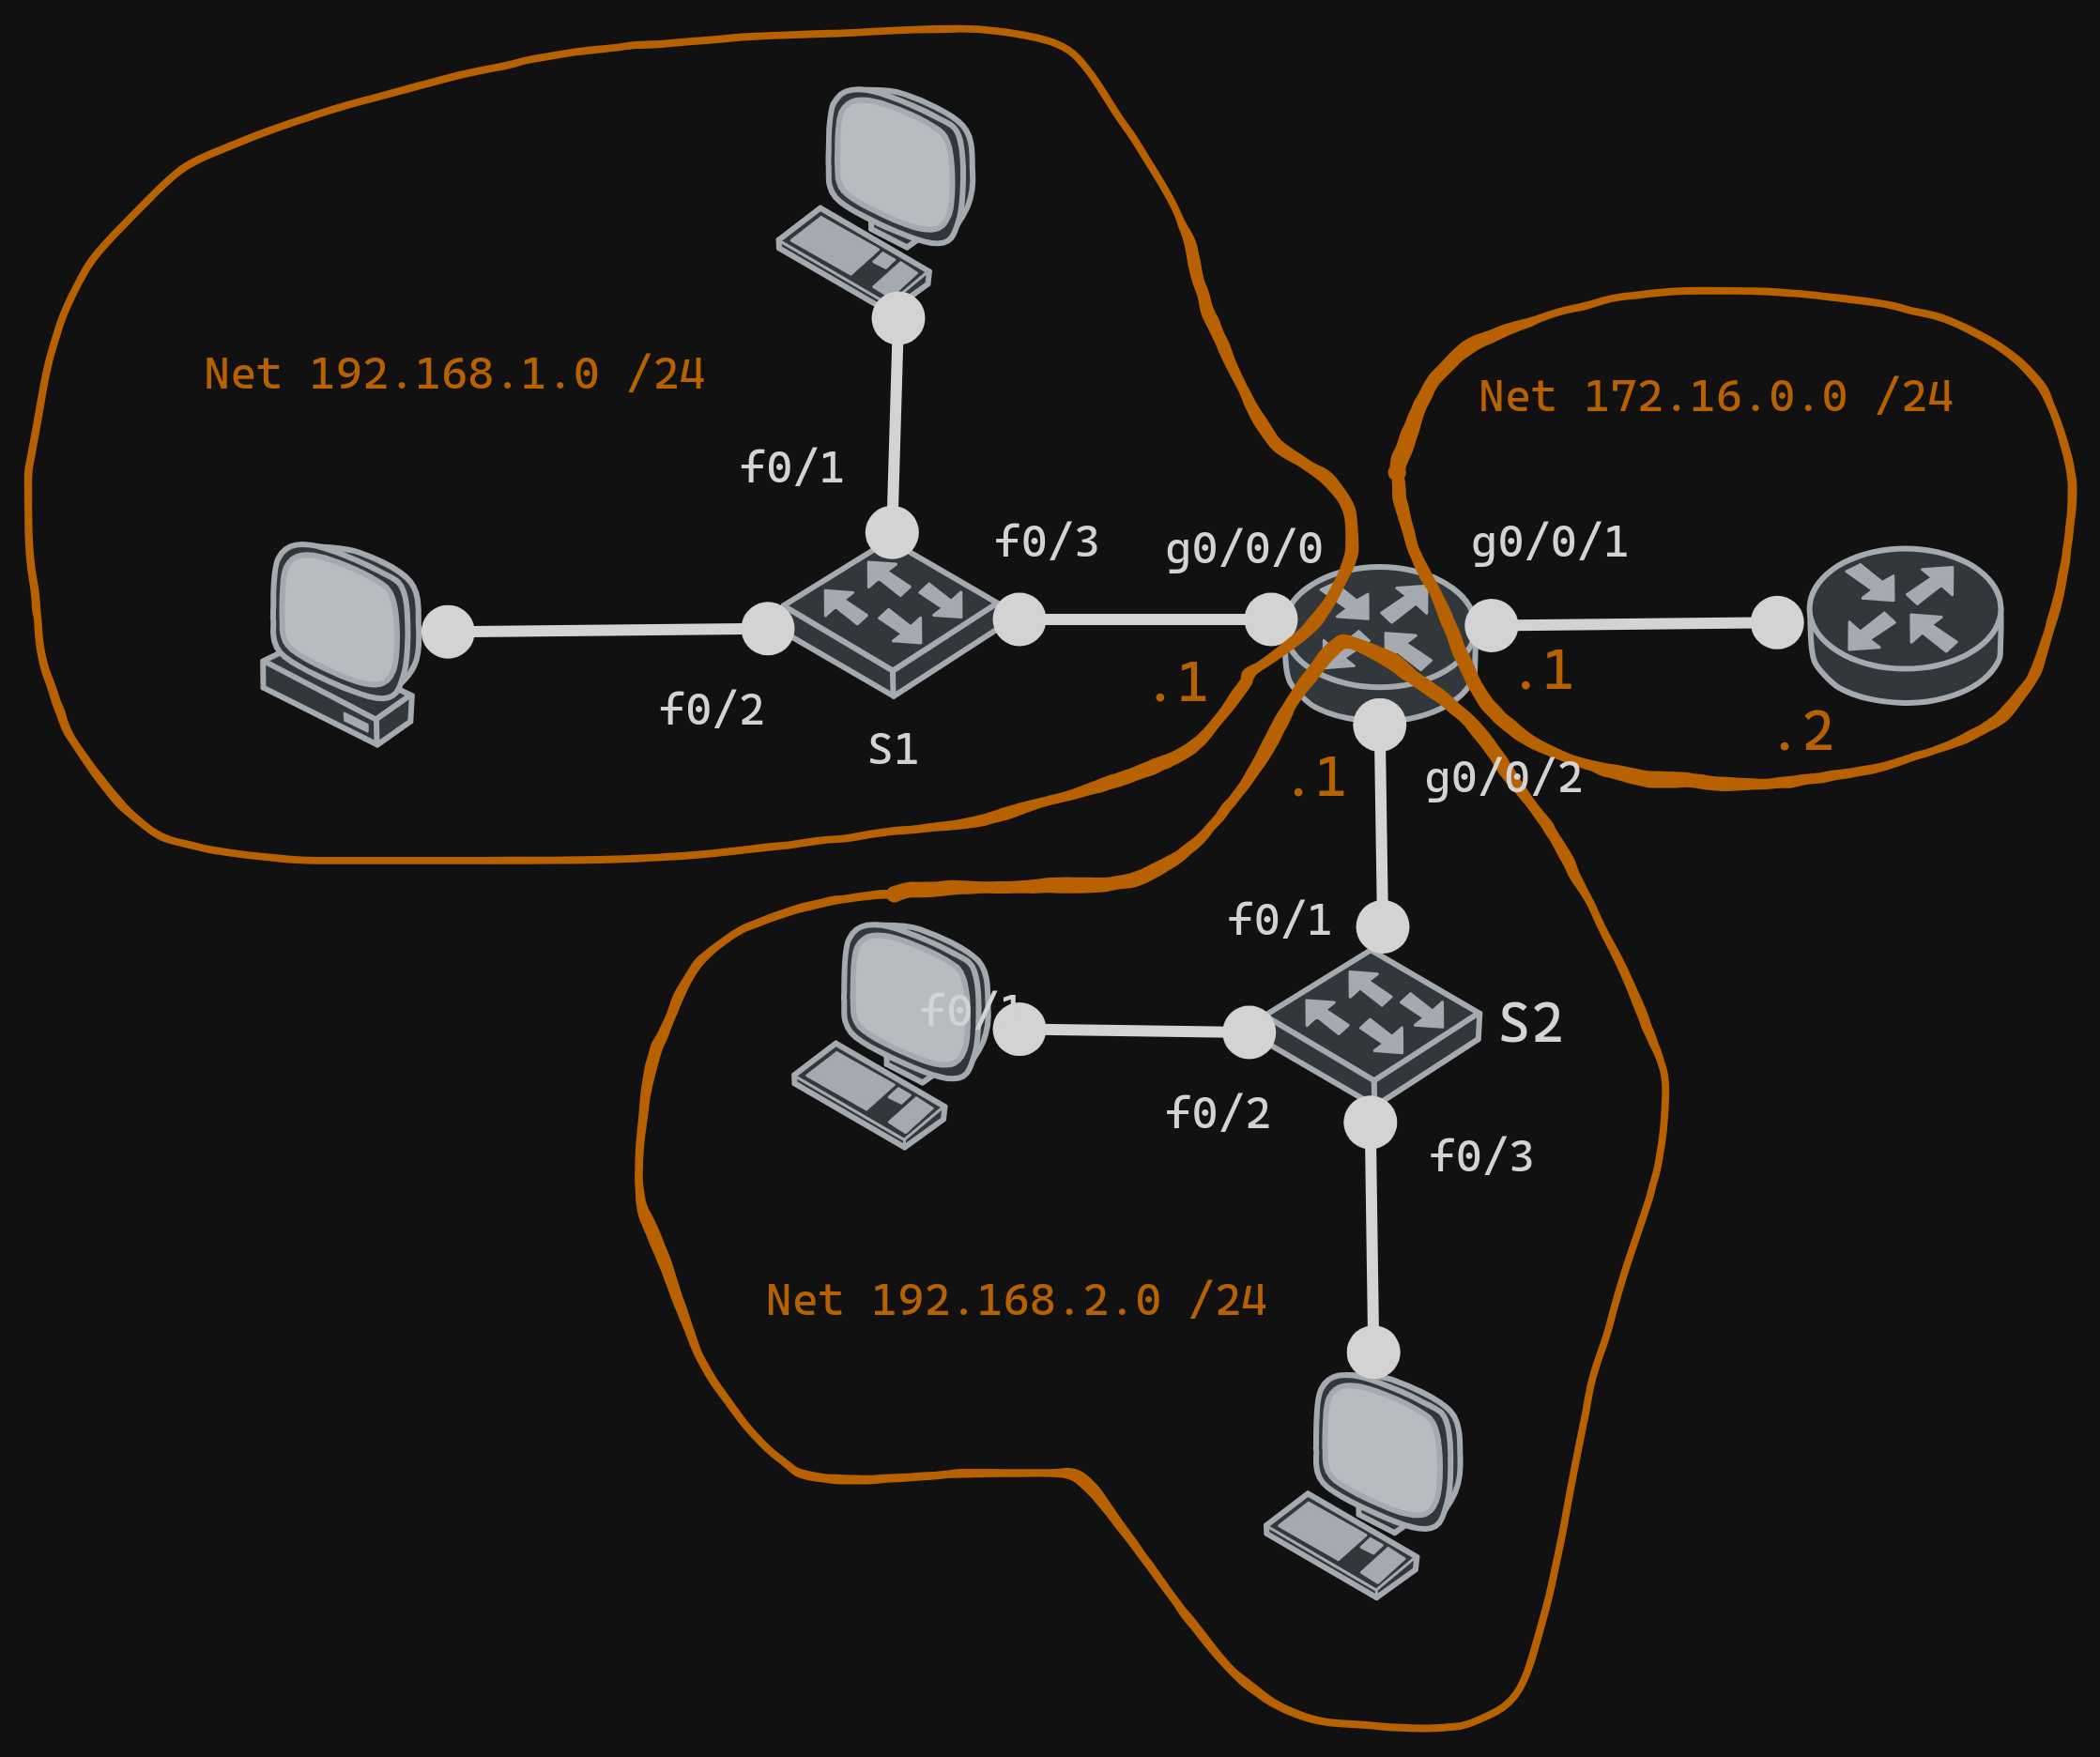 Net 192.168.1.0 /24
Net 172.16.0.0 /24
f0/1
f0/3
g0/0/0
g0/0/1
.1
.1
f0/2
S1
.2
.1
g0/0/2
f0/1
f0/1
S2
f0/2
f0/3
Net 192.168.2.0 /24